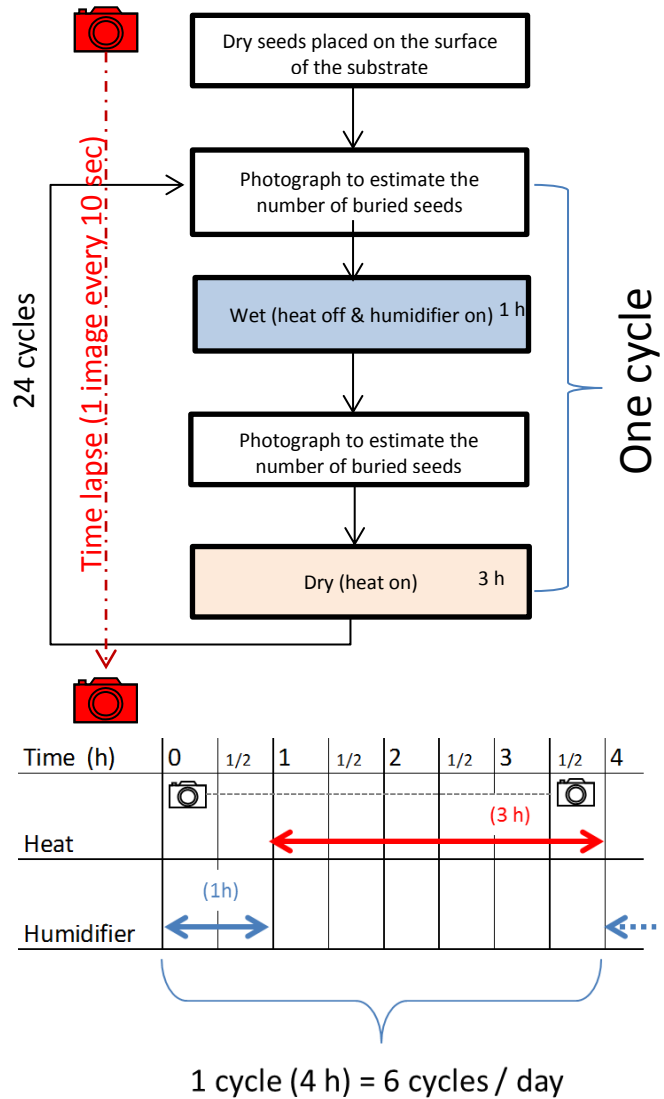 Dry seeds placed on the surface
of the substrate
Photograph to estimate the
number of buried seeds
Wet (heat off & humidifier on) 1 h
Photograph to estimate the
number of buried seeds
Dry (heat on) 3 h
24 cycles
Time lapse (1 image every 10 sec)
One cycle
Time (h) 0 1/2 1 1/2 2 1/2 3 1/2 4
(3 h)
Heat
(1h)
Humidifier
1 cycle (4 h) = 6 cycles / day